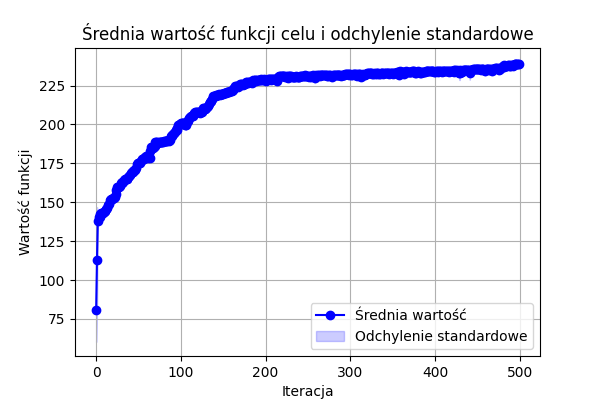 Średnia wartość funkcji celu i odchylenie standardowe
Wartość funkcji
225
200
175
150
125
100
75
0 100 200 300 400 500
Iteracja
Średnia wartość
Odchylenie standardowe